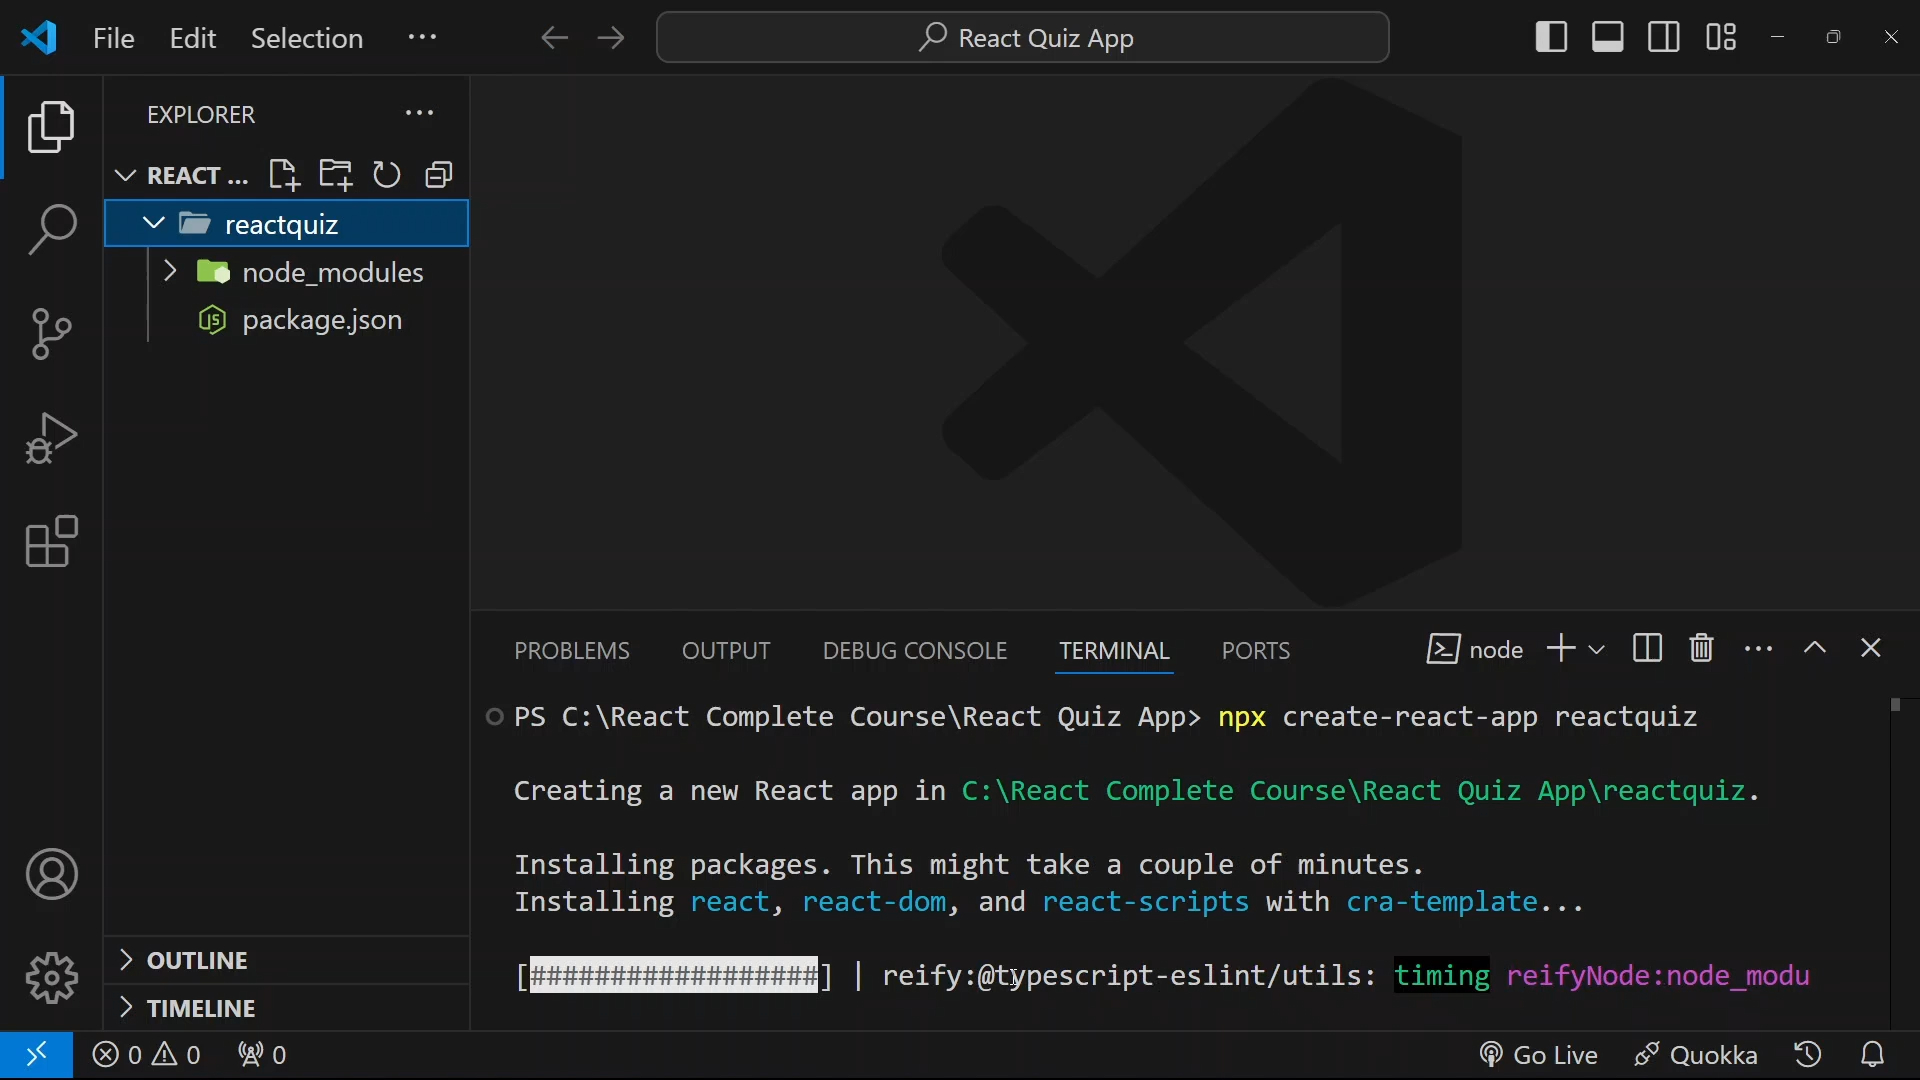 File Edit Selection ··· React Quiz App
EXPLORER ···
REACT ...
reactquiz
node_modules
package.json
OUTLINE
TIMELINE
PROBLEMS OUTPUT DEBUG CONSOLE TERMINAL PORTS node ···
PS C:\React Complete Course\React Quiz App> npx create-react-app reactquiz
Creating a new React app in C:\React Complete Course\React Quiz App\reactquiz.
Installing packages. This might take a couple of minutes.
Installing react, react-dom, and react-scripts with cra-template...
[##################] | reify:@typescript-eslint/utils: timing reifyNode:node_modu
0 0 0 Go Live Quokka